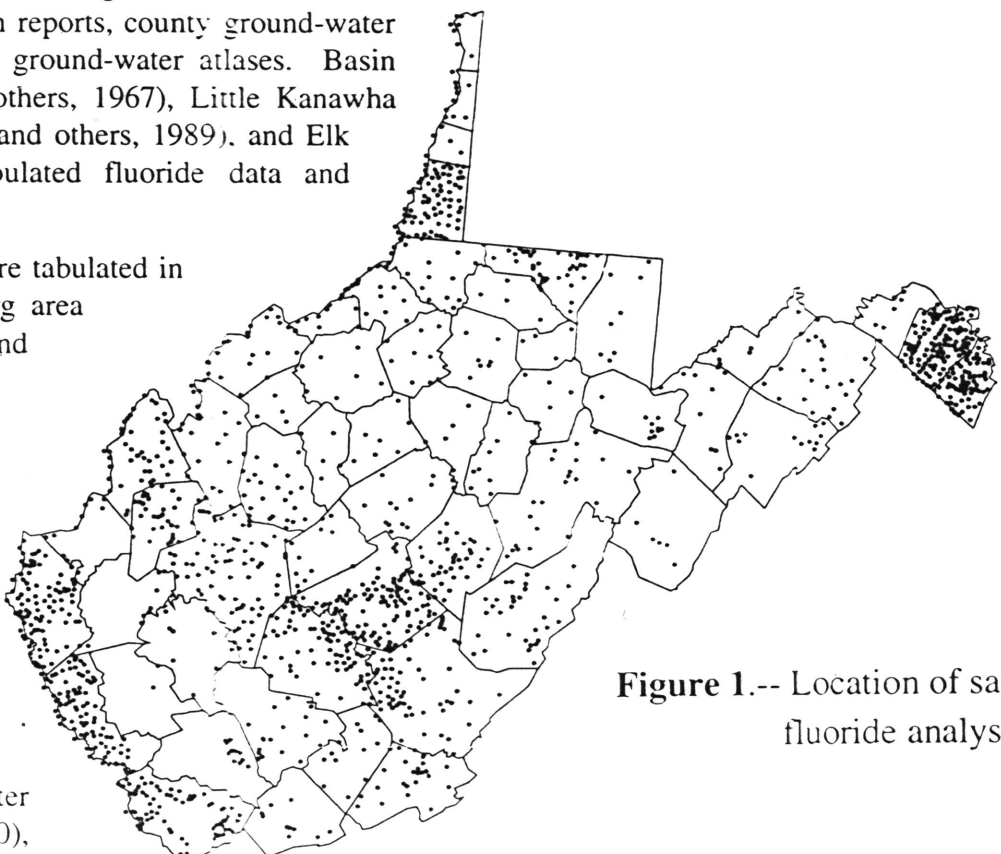 n reports, county ground-water
ground-water atlases. Basin
others, 1967), Little Kanawha
and others, 1989), and Elk
ulated fluoride data and
re tabulated in
g area
nd
ter
0),
Figure 1.-- Location of sa
fluoride analys